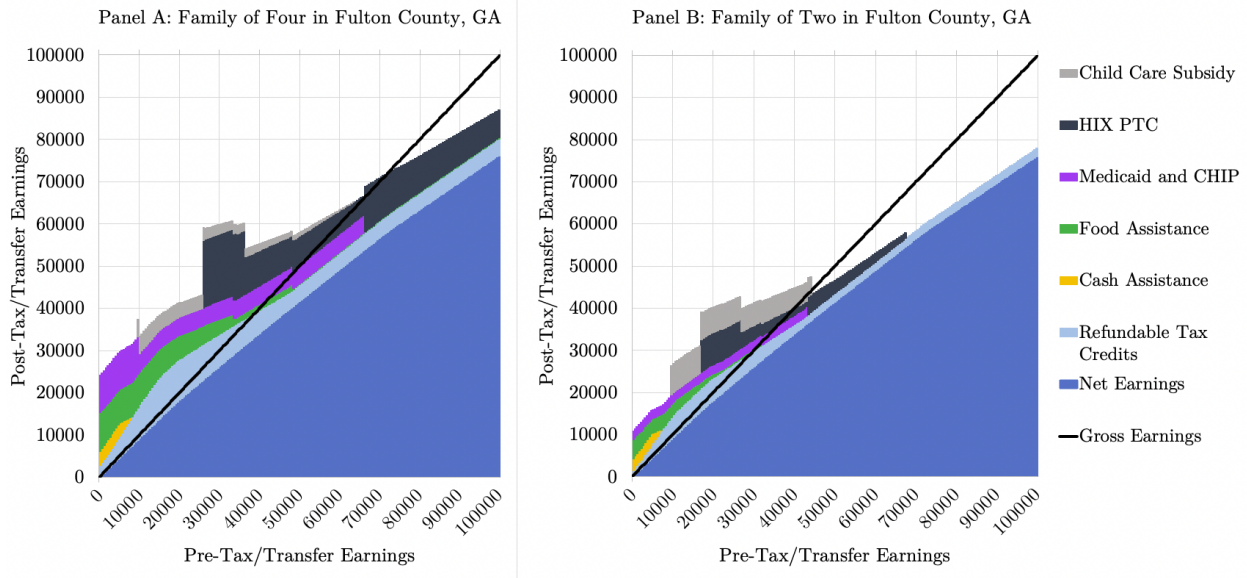 Panel A: Family of Four in Fulton County, GA
Post-Tax/Transfer Earnings
100000
90000
80000
70000
60000
50000
40000
30000
20000
10000
0
0
10000
20000
30000
40000
50000
60000
70000
80000
90000
100000
Pre-Tax/Transfer Earnings
Panel B: Family of Two in Fulton County, GA
Post-Tax/Transfer Earnings
100000
90000
80000
70000
60000
50000
40000
30000
20000
10000
0
0
10000
20000
30000
40000
50000
60000
70000
80000
90000
100000
Pre-Tax/Transfer Earnings
Child Care Subsidy
HIX PTC
Medicaid and CHIP
Food Assistance
Cash Assistance
Refundable Tax
Credits
Net Earnings
Gross Earnings